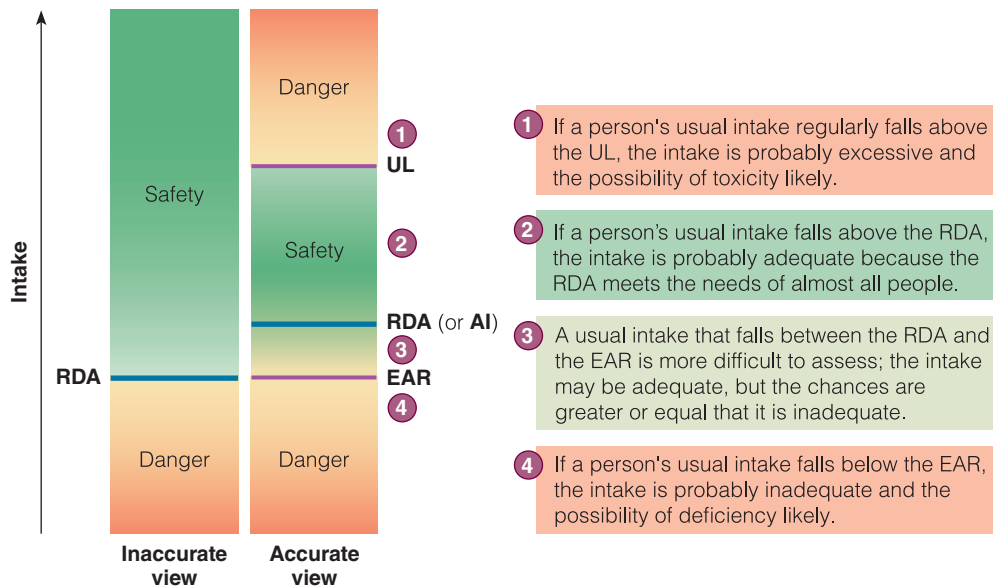 Intake
Safety
RDA
Danger
Inaccurate
view
Danger
1
UL
Safety
2
RDA (or AI)
3
EAR
4
Danger
Accurate
view
1 If a person's usual intake regularly falls above
the UL, the intake is probably excessive and
the possibility of toxicity likely.
2 If a person’s usual intake falls above the RDA,
the intake is probably adequate because the
RDA meets the needs of almost all people.
3 A usual intake that falls between the RDA and
the EAR is more difficult to assess; the intake
may be adequate, but the chances are
greater or equal that it is inadequate.
4 If a person's usual intake falls below the EAR,
the intake is probably inadequate and the
possibility of deficiency likely.